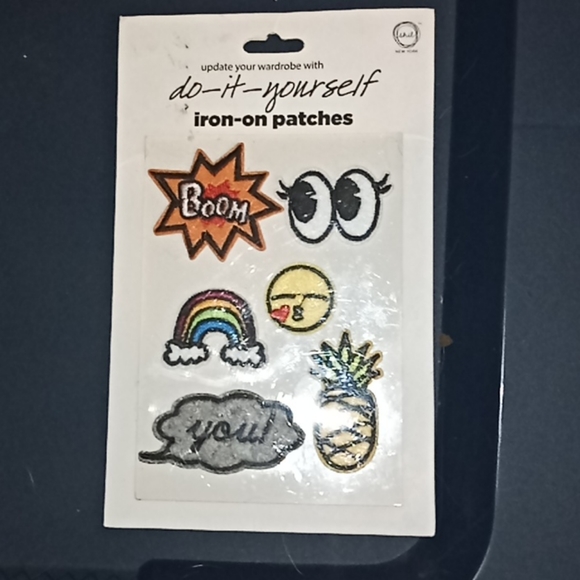 update your wardrobe with
do-it-yourself
iron-on patches
BOOM
you!